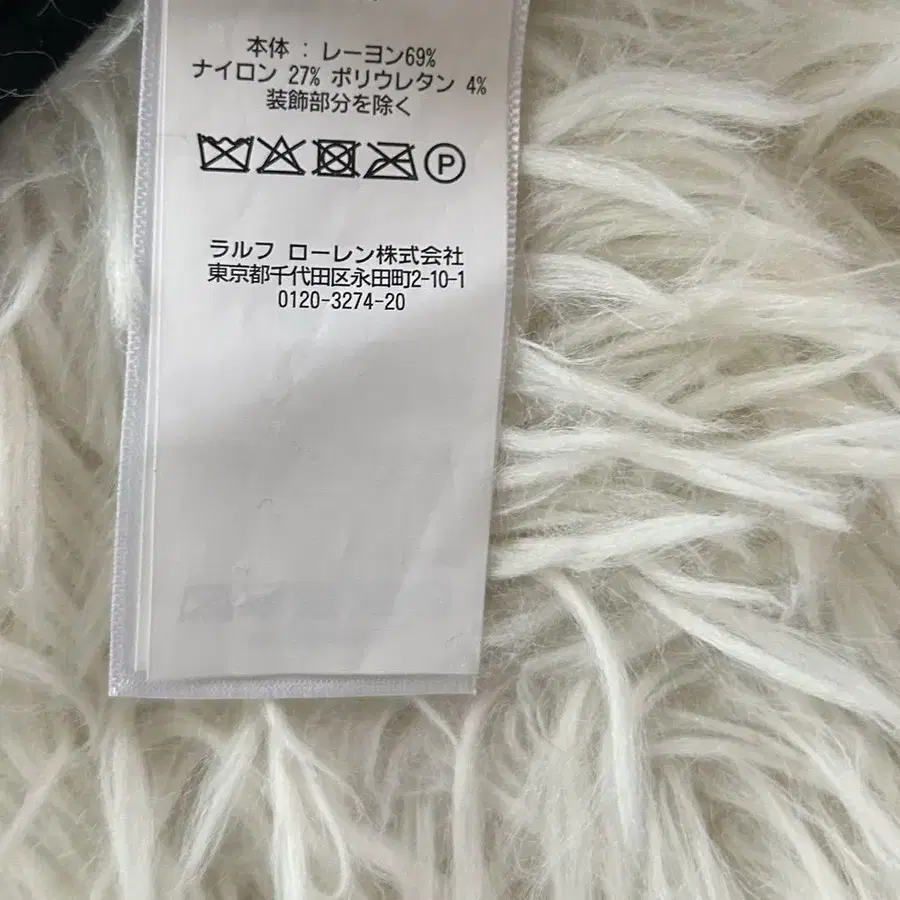 本体 : レーヨン69%
ナイロン 27% ポリウレタン 4%
装飾部分を除く
P
ラルフ ローレン株式会社
東京都千代田区永田町2-10-1
0120-3274-20